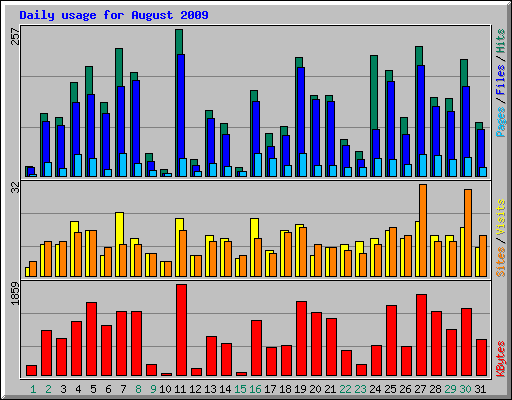 Daily usage for August 2009
257
Pages / Files / Hits
32
Sites / Visits
1859
KBytes
1 2 3 4 5 6 7 8 9 10 11 12 13 14 15 16 17 18 19 20 21 22 23 24 25 26 27 28 29 30 31